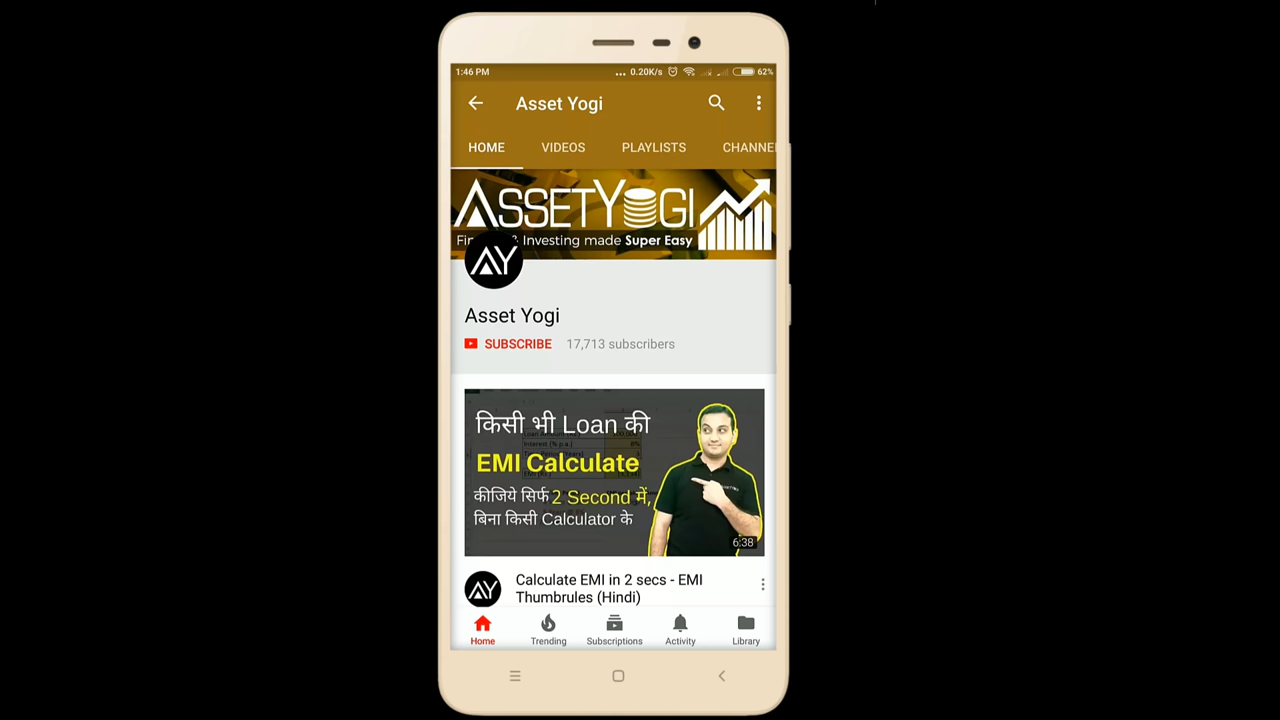 1:46 PM
... 0.20K/s
62%
Asset Yogi
HOME VIDEOS PLAYLISTS CHANNE
ASSETYOGI
& Investing made Super Easy
AY
Asset Yogi
SUBSCRIBE 17,713 subscribers
किसी भी Loan की
EMI Calculate
कीजिये सिर्फ 2 Second में,
बिना किसी Calculator के
6:38
AY
Calculate EMI in 2 secs - EMI
Thumbrules (Hindi)
Home Trending Subscriptions Activity Library